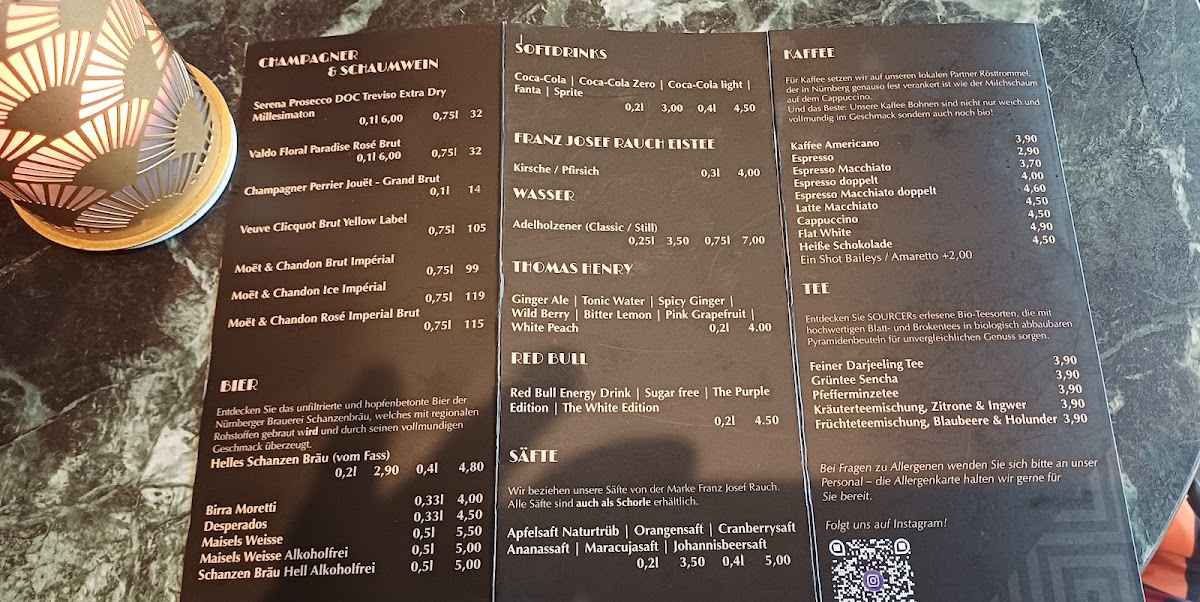 CHAMPAGNER
& SCHAUMWEIN
Serena Prosecco DOC Treviso Extra Dry
Millesimaton 0,1l 6,00 0,75l 32
Valdo Floral Paradise Rosé Brut
0,1l 6,00 0,75l 32
Champagner Perrier Jouët - Grand Brut
0,1l 14
Veuve Clicquot Brut Yellow Label
0,75l 105
Moët & Chandon Brut Impérial
0,75l 99
Moët & Chandon Ice Impérial
0,75l 119
Moët & Chandon Rosé Imperial Brut
0,75l 115
BIER
Entdecken Sie das unfiltrierte und hopfenbetonte Bier der
Nürnberger Brauerei Schanzenbräu, welches mit regionalen
Rohstoffen gebraut wird und durch seinen vollmundigen
Geschmack überzeugt.
Helles Schanzen Bräu (vom Fass)
0,2l 2,90 0,4l 4,80
Birra Moretti 0,33l 4,00
Desperados 0,33l 4,50
Maisels Weisse 0,5l 5,50
Maisels Weisse Alkoholfrei 0,5l 5,00
Schanzen Bräu Hell Alkoholfrei 0,5l 5,00
SOFTDRINKS
Coca-Cola | Coca-Cola Zero | Coca-Cola light |
Fanta | Sprite
0,2l 3,00 0,4l 4,50
FRANZ JOSEF RAUCH EISTEE
Kirsche / Pfirsich 0,3l 4,00
WASSER
Adelholzener (Classic / Still)
0,25l 3,50 0,75l 7,00
THOMAS HENRY
Ginger Ale | Tonic Water | Spicy Ginger |
Wild Berry | Bitter Lemon | Pink Grapefruit |
White Peach 0,2l 4.00
RED BULL
Red Bull Energy Drink | Sugar free | The Purple
Edition | The White Edition
0,2l 4.50
SÄFTE
Wir beziehen unsere Säfte von der Marke Franz Josef Rauch.
Alle Säfte sind auch als Schorle erhältlich.
Apfelsaft Naturtrüb | Orangensaft | Cranberrysaft
Ananassaft | Maracujasaft | Johannisbeersaft
0,2l 3,50 0,4l 5,00
KAFFEE
Für Kaffee setzen wir auf unseren lokalen Partner Rösttrommel,
der in Nürnberg genauso fest verankert ist wie der Milchschaum
auf dem Cappuccino.
Und das Beste: Unsere Kaffee Bohnen sind nicht nur weich und
vollmundig im Geschmack sondern auch noch bio!
Kaffee Americano 3,90
Espresso 2,90
Espresso Macchiato 3,70
Espresso doppelt 4,00
Espresso Macchiato doppelt 4,60
Latte Macchiato 4,50
Cappuccino 4,50
Flat White 4,90
Heiße Schokolade 4,50
Ein Shot Baileys / Amaretto +2,00
TEE
Entdecken Sie SOURCERs erlesene Bio-Teesorten, die mit
hochwertigen Blatt- und Brokentees in biologisch abbaubaren
Pyramidenbeuteln für unvergleichlichen Genuss sorgen.
Feiner Darjeeling Tee 3,90
Grüntee Sencha 3,90
Pfefferminzetee 3,90
Kräuterteemischung, Zitrone & Ingwer 3,90
Früchteteemischung, Blaubeere & Holunder 3,90
Bei Fragen zu Allergenen wenden Sie sich bitte an unser
Personal – die Allergenkarte halten wir gerne für
Sie bereit.
Folgt uns auf Instagram!